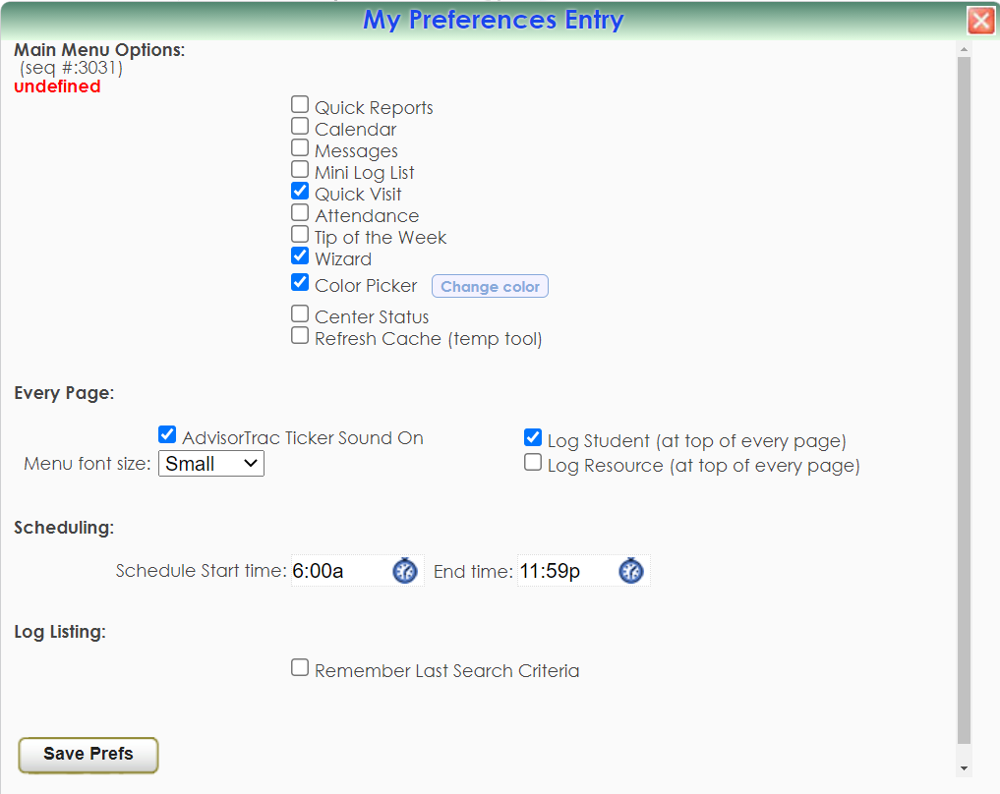 My Preferences Entry
Main Menu Options:
(seq #:3031)
undefined
Quick Reports
Calendar
Messages
Mini Log List
Quick Visit
Attendance
Tip of the Week
Wizard
Color Picker Change color
Center Status
Refresh Cache (temp tool)
Every Page:
AdvisorTrac Ticker Sound On
Log Student (at top of every page)
Menu font size: Small
Log Resource (at top of every page)
Scheduling:
Schedule Start time: 6:00a End time: 11:59p
Log Listing:
Remember Last Search Criteria
Save Prefs